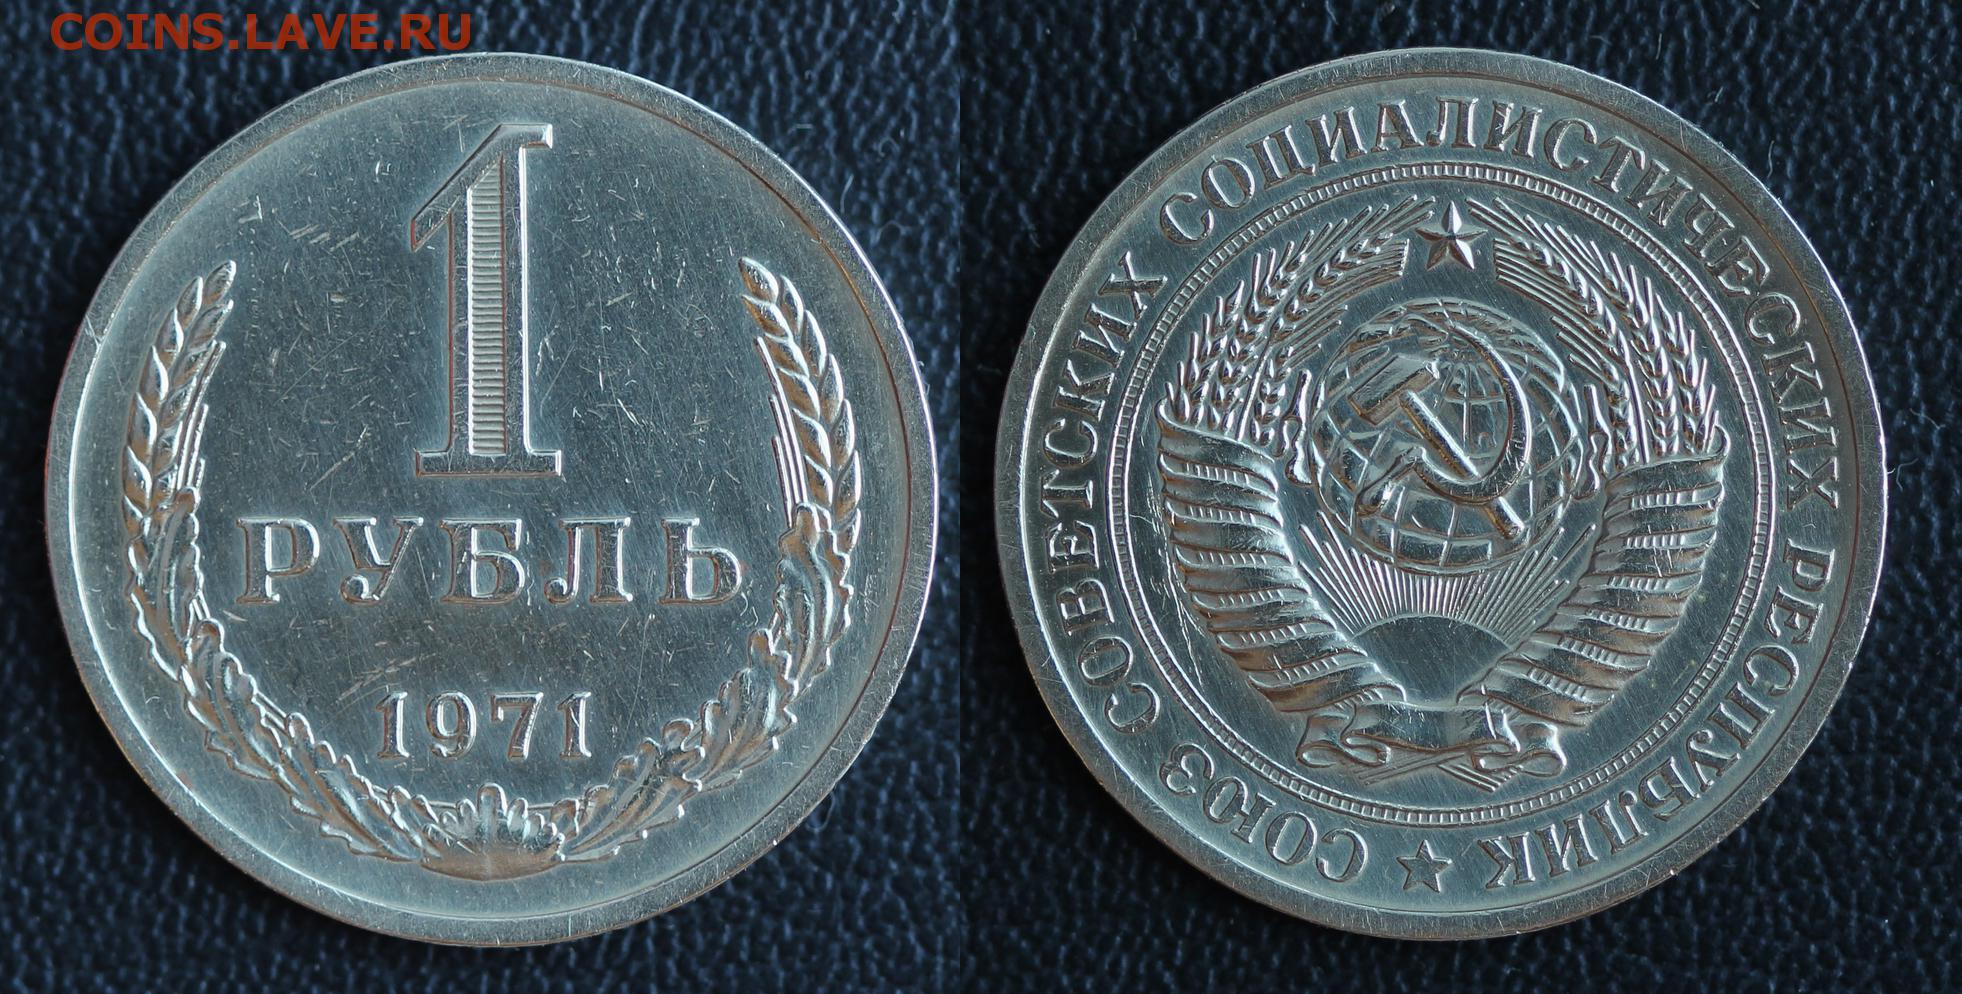 COINS.LAVE.RU
1
РУБЛЬ
1971
СОЮЗ СОВЕТСКИХ СОЦИАЛИСТИЧЕСКИХ РЕСПУБЛИК